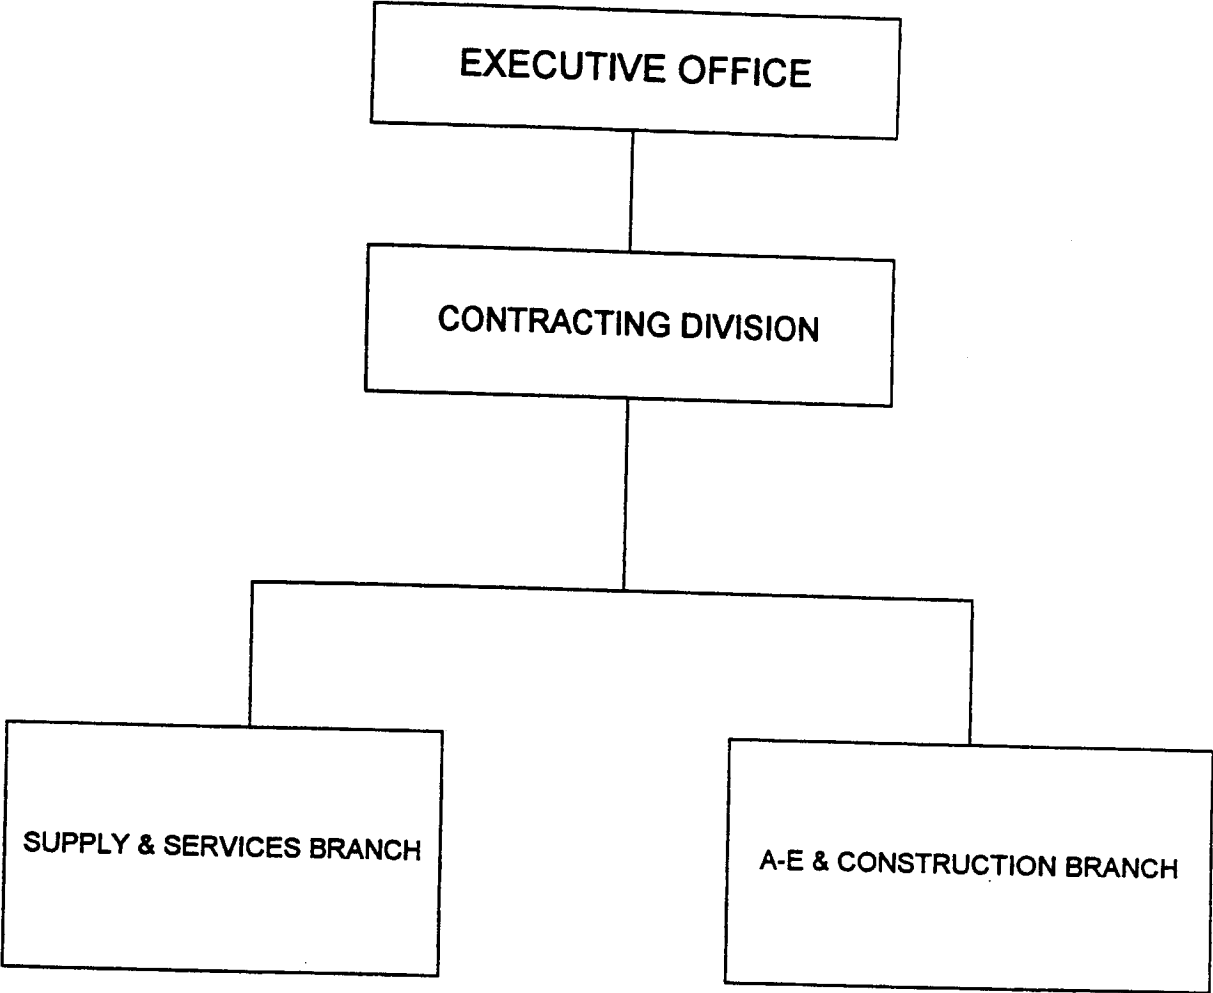 EXECUTIVE OFFICE
CONTRACTING DIVISION
SUPPLY & SERVICES BRANCH
A-E & CONSTRUCTION BRANCH